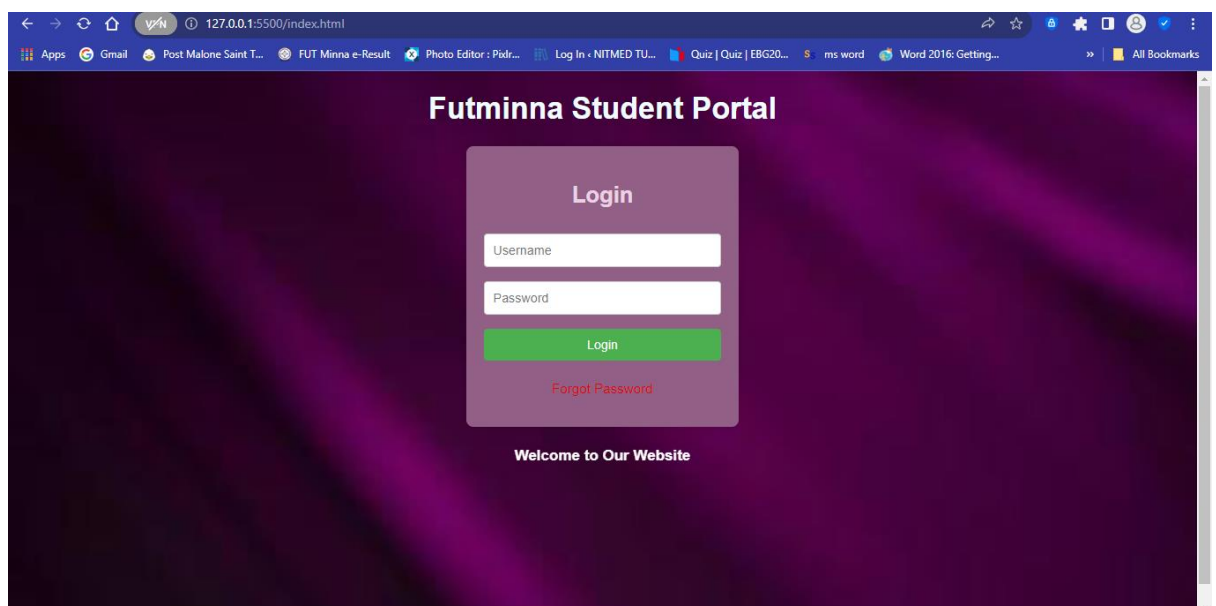 127.0.0.1:5500/index.html
Apps Gmail Post Malone Saint T... FUT Minna e-Result Photo Editor : Pixlr... Log In ‹ NITMED TU... Quiz | Quiz | EBG20... ms word Word 2016: Getting... » All Bookmarks
Futminna Student Portal
Login
Username
Password
Login
Forgot Password
Welcome to Our Website